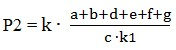 P2 = k · a+b+d+e+f+g / c ·k1